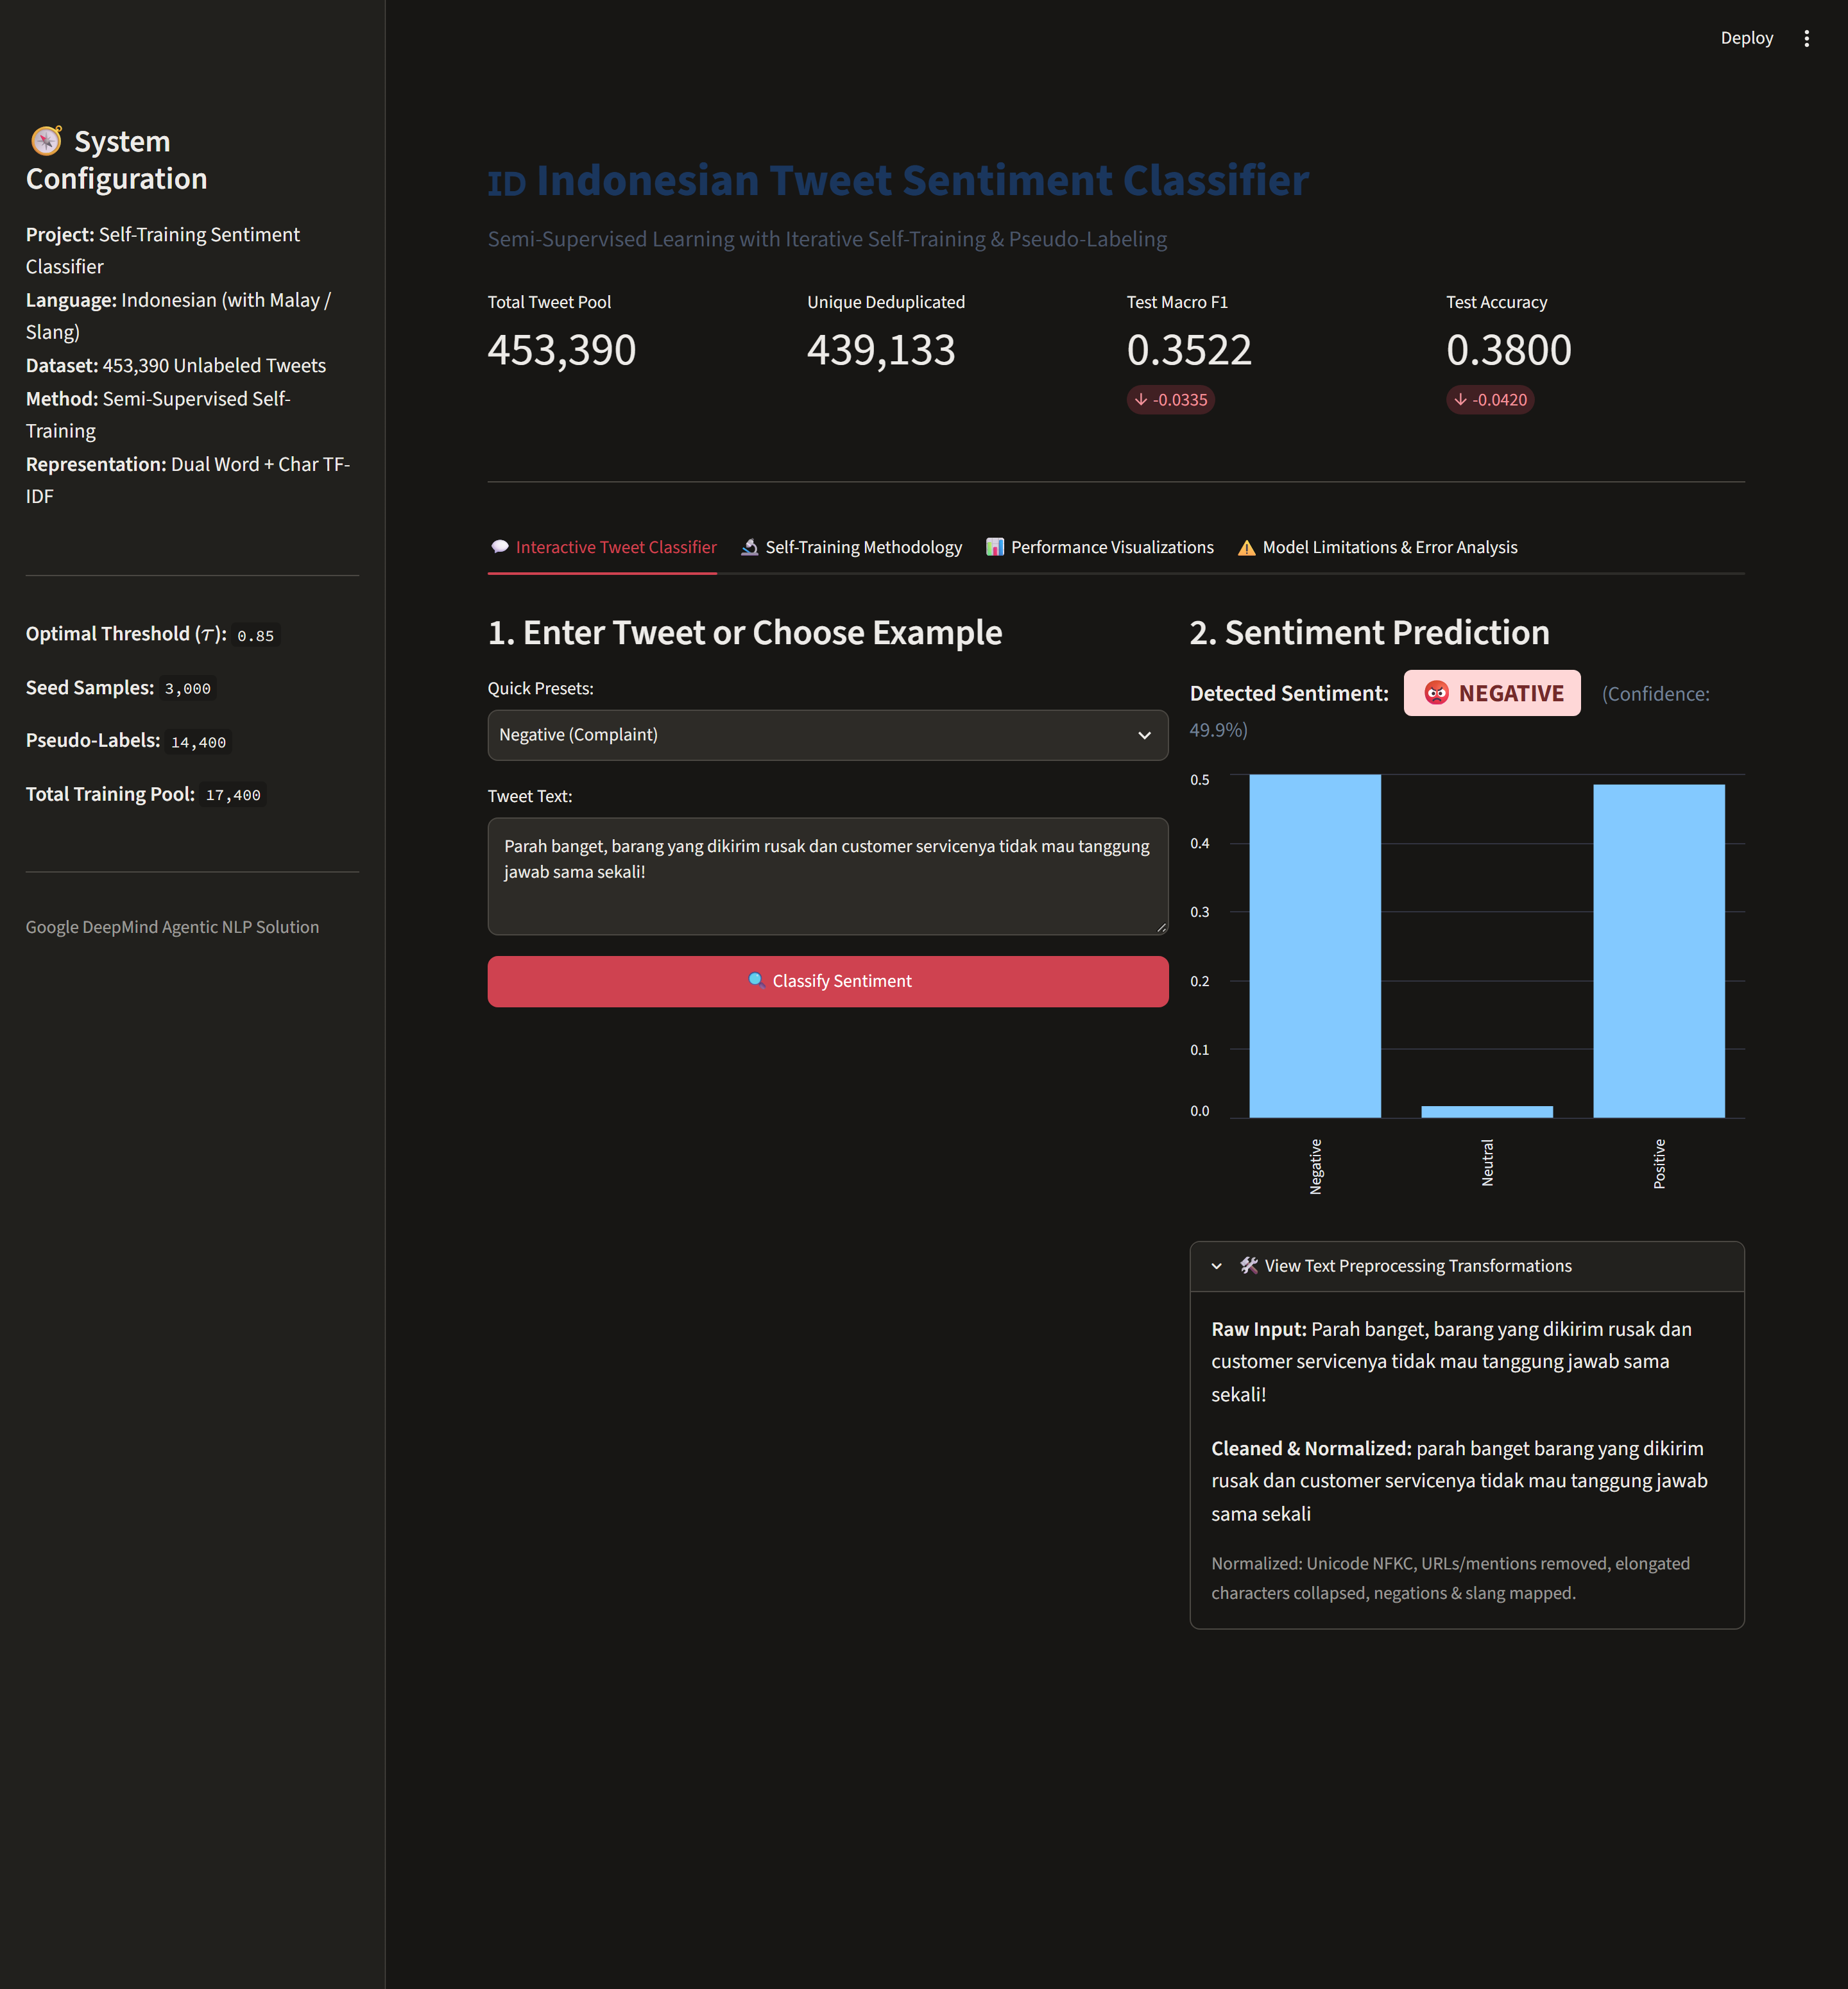 Deploy
System
Configuration
Project: Self-Training Sentiment
Classifier
Language: Indonesian (with Malay /
Slang)
Dataset: 453,390 Unlabeled Tweets
Method: Semi-Supervised Self-
Training
Representation: Dual Word + Char TF-
IDF
Optimal Threshold (τ): 0.85
Seed Samples: 3,000
Pseudo-Labels: 14,400
Total Training Pool: 17,400
Google DeepMind Agentic NLP Solution
ID Indonesian Tweet Sentiment Classifier
Semi-Supervised Learning with Iterative Self-Training & Pseudo-Labeling
Total Tweet Pool
453,390
Unique Deduplicated
439,133
Test Macro F1
0.3522
↓ -0.0335
Test Accuracy
0.3800
↓ -0.0420
Interactive Tweet Classifier
Self-Training Methodology
Performance Visualizations
Model Limitations & Error Analysis
1. Enter Tweet or Choose Example
Quick Presets:
Negative (Complaint)
Tweet Text:
Parah banget, barang yang dikirim rusak dan customer servicenya tidak mau tanggung
jawab sama sekali!
Classify Sentiment
2. Sentiment Prediction
Detected Sentiment: NEGATIVE (Confidence:
49.9%)
0.5
0.4
0.3
0.2
0.1
0.0
Negative
Neutral
Positive
View Text Preprocessing Transformations
Raw Input: Parah banget, barang yang dikirim rusak dan
customer servicenya tidak mau tanggung jawab sama
sekali!
Cleaned & Normalized: parah banget barang yang dikirim
rusak dan customer servicenya tidak mau tanggung jawab
sama sekali
Normalized: Unicode NFKC, URLs/mentions removed, elongated
characters collapsed, negations & slang mapped.